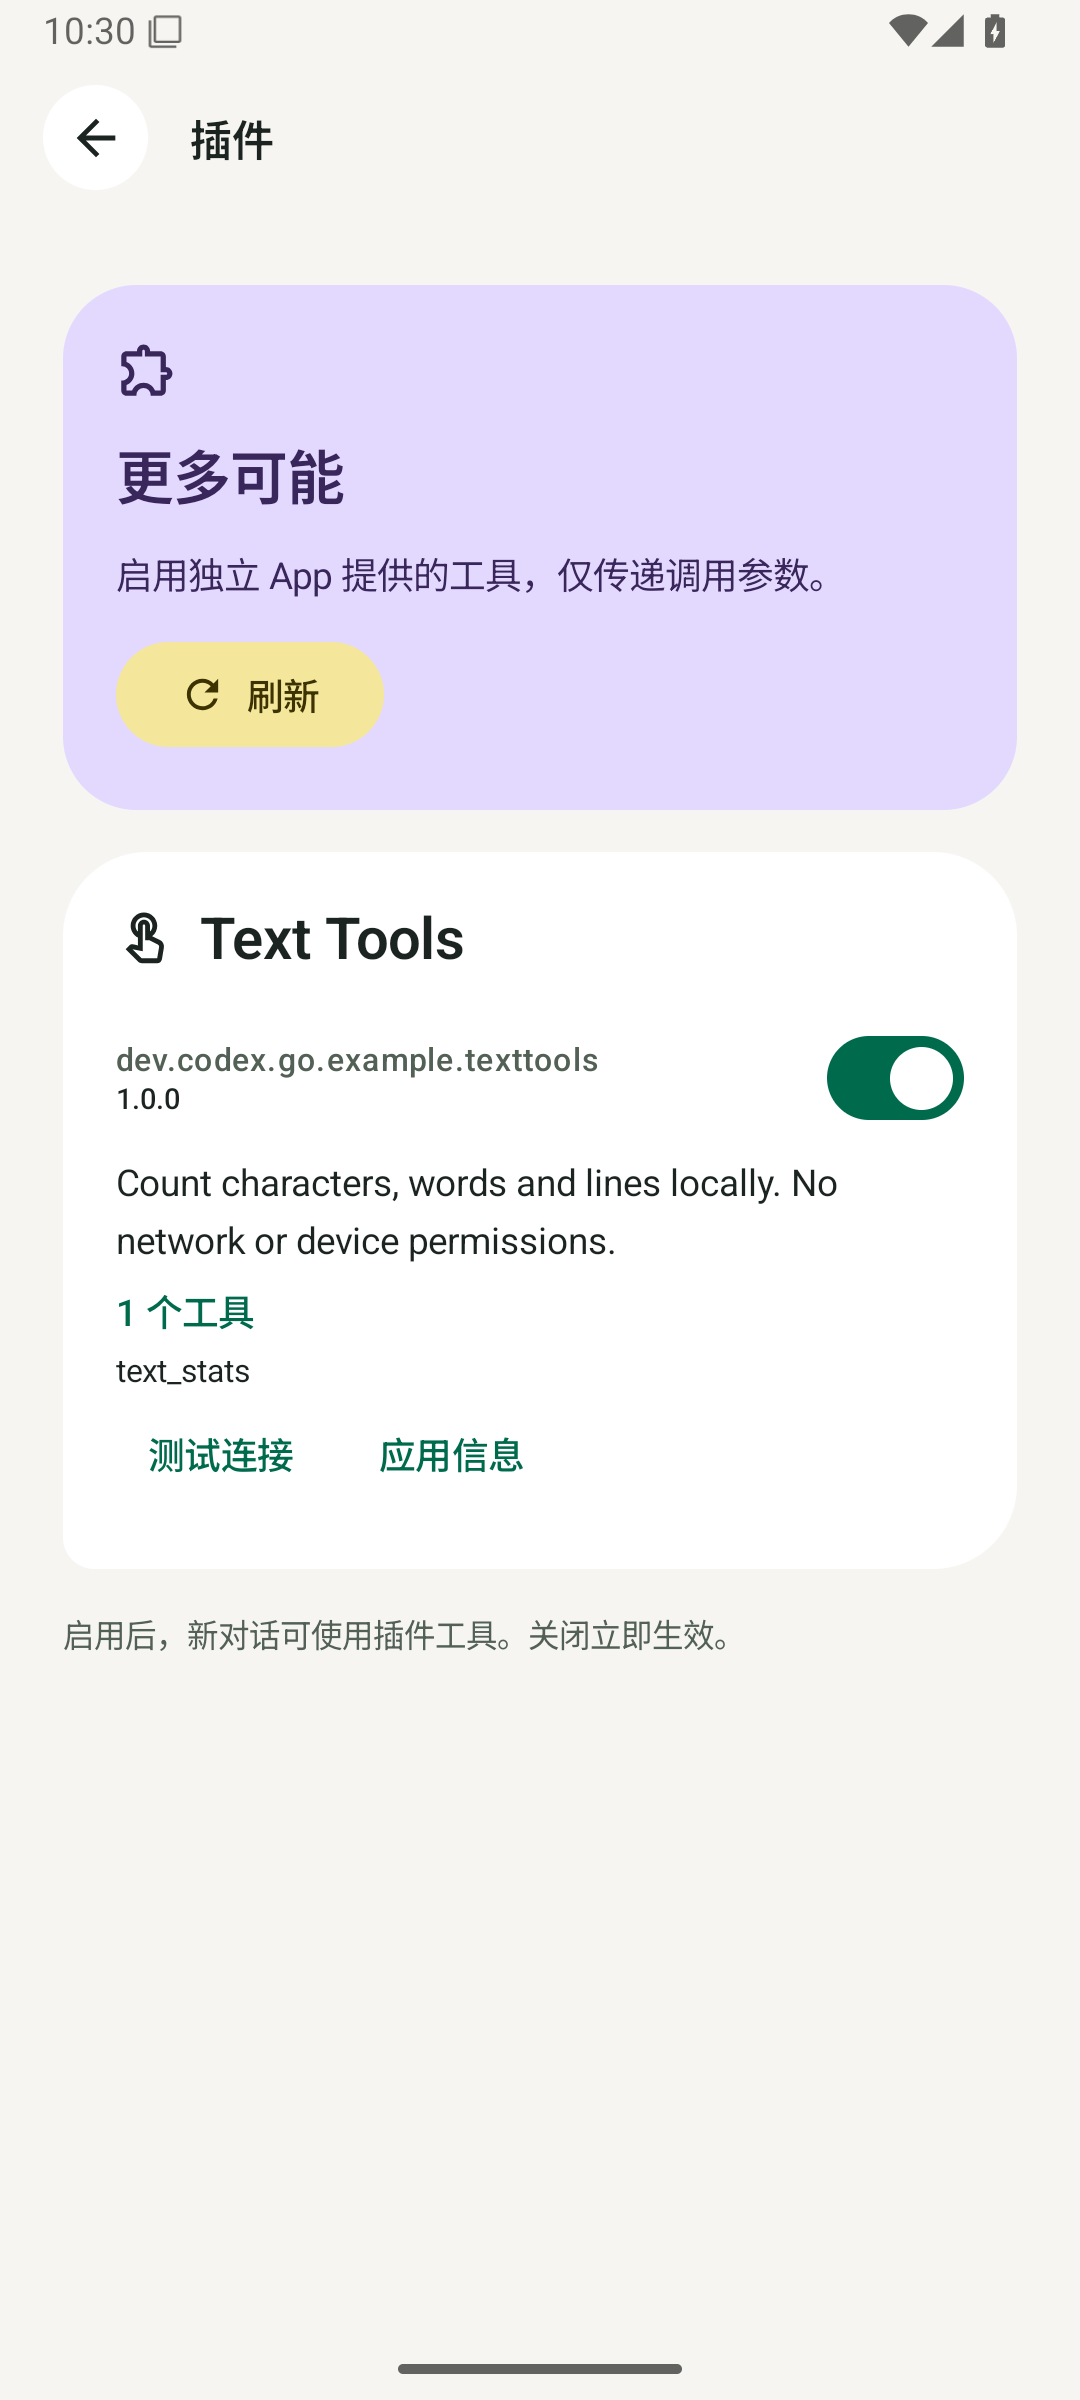 10:30
插件
更多可能
启用独立 App 提供的工具，仅传递调用参数。
刷新
Text Tools
dev.codex.go.example.texttools
1.0.0
Count characters, words and lines locally. No
network or device permissions.
1 个工具
text_stats
测试连接 应用信息
启用后，新对话可使用插件工具。关闭立即生效。